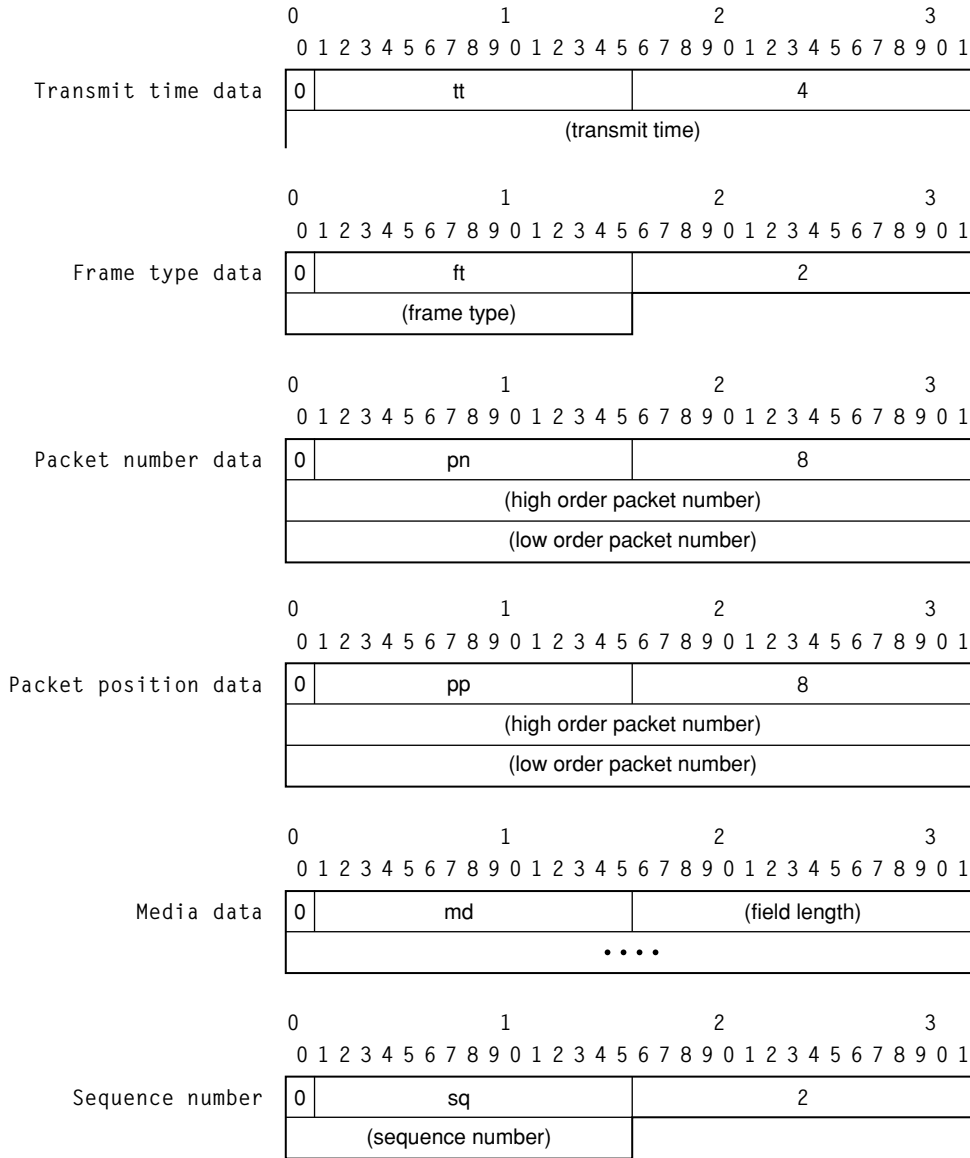 0 1 2 3
0 1 2 3 4 5 6 7 8 9 0 1 2 3 4 5 6 7 8 9 0 1 2 3 4 5 6 7 8 9 0 1
Transmit time data 0 tt 4
(transmit time)
0 1 2 3
0 1 2 3 4 5 6 7 8 9 0 1 2 3 4 5 6 7 8 9 0 1 2 3 4 5 6 7 8 9 0 1
Frame type data 0 ft 2
(frame type)
0 1 2 3
0 1 2 3 4 5 6 7 8 9 0 1 2 3 4 5 6 7 8 9 0 1 2 3 4 5 6 7 8 9 0 1
Packet number data 0 pn 8
(high order packet number)
(low order packet number)
0 1 2 3
0 1 2 3 4 5 6 7 8 9 0 1 2 3 4 5 6 7 8 9 0 1 2 3 4 5 6 7 8 9 0 1
Packet position data 0 pp 8
(high order packet number)
(low order packet number)
0 1 2 3
0 1 2 3 4 5 6 7 8 9 0 1 2 3 4 5 6 7 8 9 0 1 2 3 4 5 6 7 8 9 0 1
Media data 0 md (field length)
• • • •
0 1 2 3
0 1 2 3 4 5 6 7 8 9 0 1 2 3 4 5 6 7 8 9 0 1 2 3 4 5 6 7 8 9 0 1
Sequence number 0 sq 2
(sequence number)